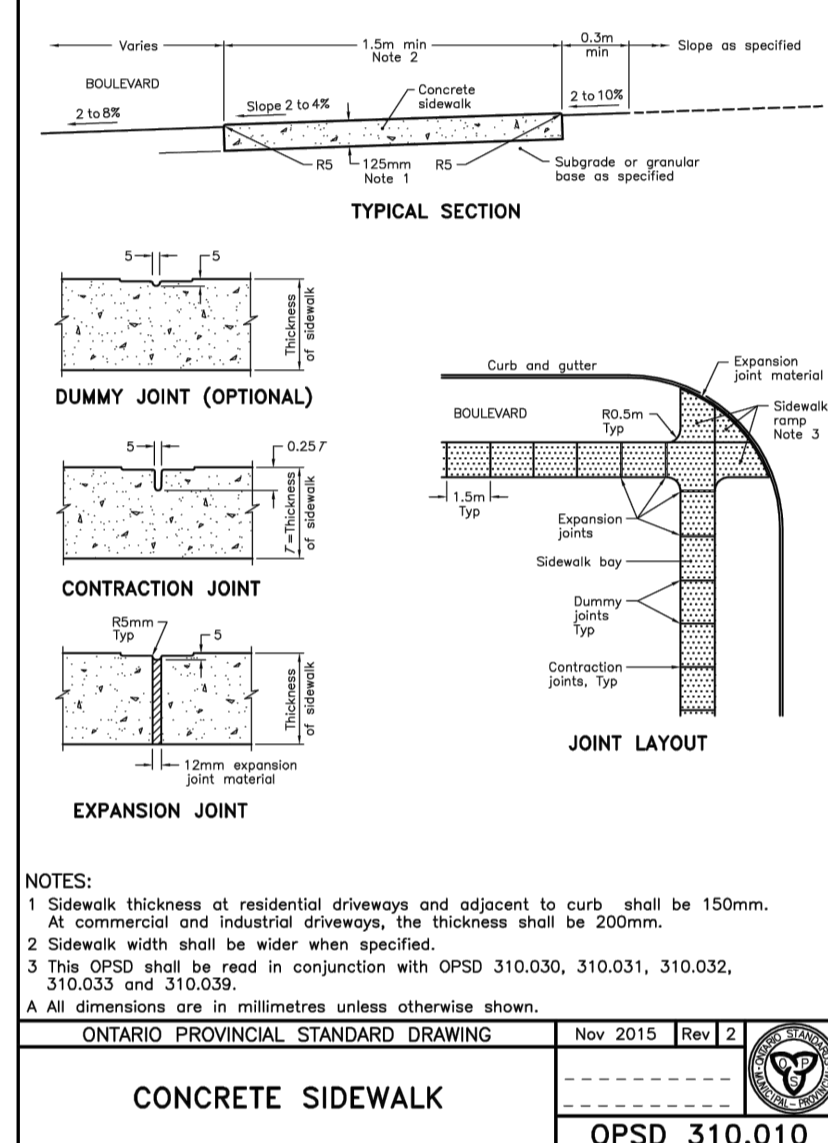 Varies
1.5m min
Note 2
0.3m
min
Slope as specified
BOULEVARD
2 to 8%
Slope 2 to 4%
Concrete
sidewalk
2 to 10%
R5
125mm
Note 1
R5
Subgrade or granular
base as specified
TYPICAL SECTION
5
5
Thickness
of sidewalk
DUMMY JOINT (OPTIONAL)
5
0.25T
T=Thickness
of sidewalk
CONTRACTION JOINT
R5mm
Typ
5
Thickness
of sidewalk
12mm expansion
joint material
EXPANSION JOINT
Curb and gutter
Expansion
joint material
BOULEVARD
R0.5m
Typ
Sidewalk
ramp
Note 3
1.5m
Typ
Expansion
joints
Sidewalk bay
Dummy
joints
Typ
Contraction
joints, Typ
JOINT LAYOUT
NOTES:
1 Sidewalk thickness at residential driveways and adjacent to curb shall be 150mm.
At commercial and industrial driveways, the thickness shall be 200mm.
2 Sidewalk width shall be wider when specified.
3 This OPSD shall be read in conjunction with OPSD 310.030, 310.031, 310.032,
310.033 and 310.039.
A All dimensions are in millimetres unless otherwise shown.
ONTARIO PROVINCIAL STANDARD DRAWING
Nov 2015
Rev
2
CONCRETE SIDEWALK
OPSD 310.010
ONTARIO
MUNICIPAL
O P
S